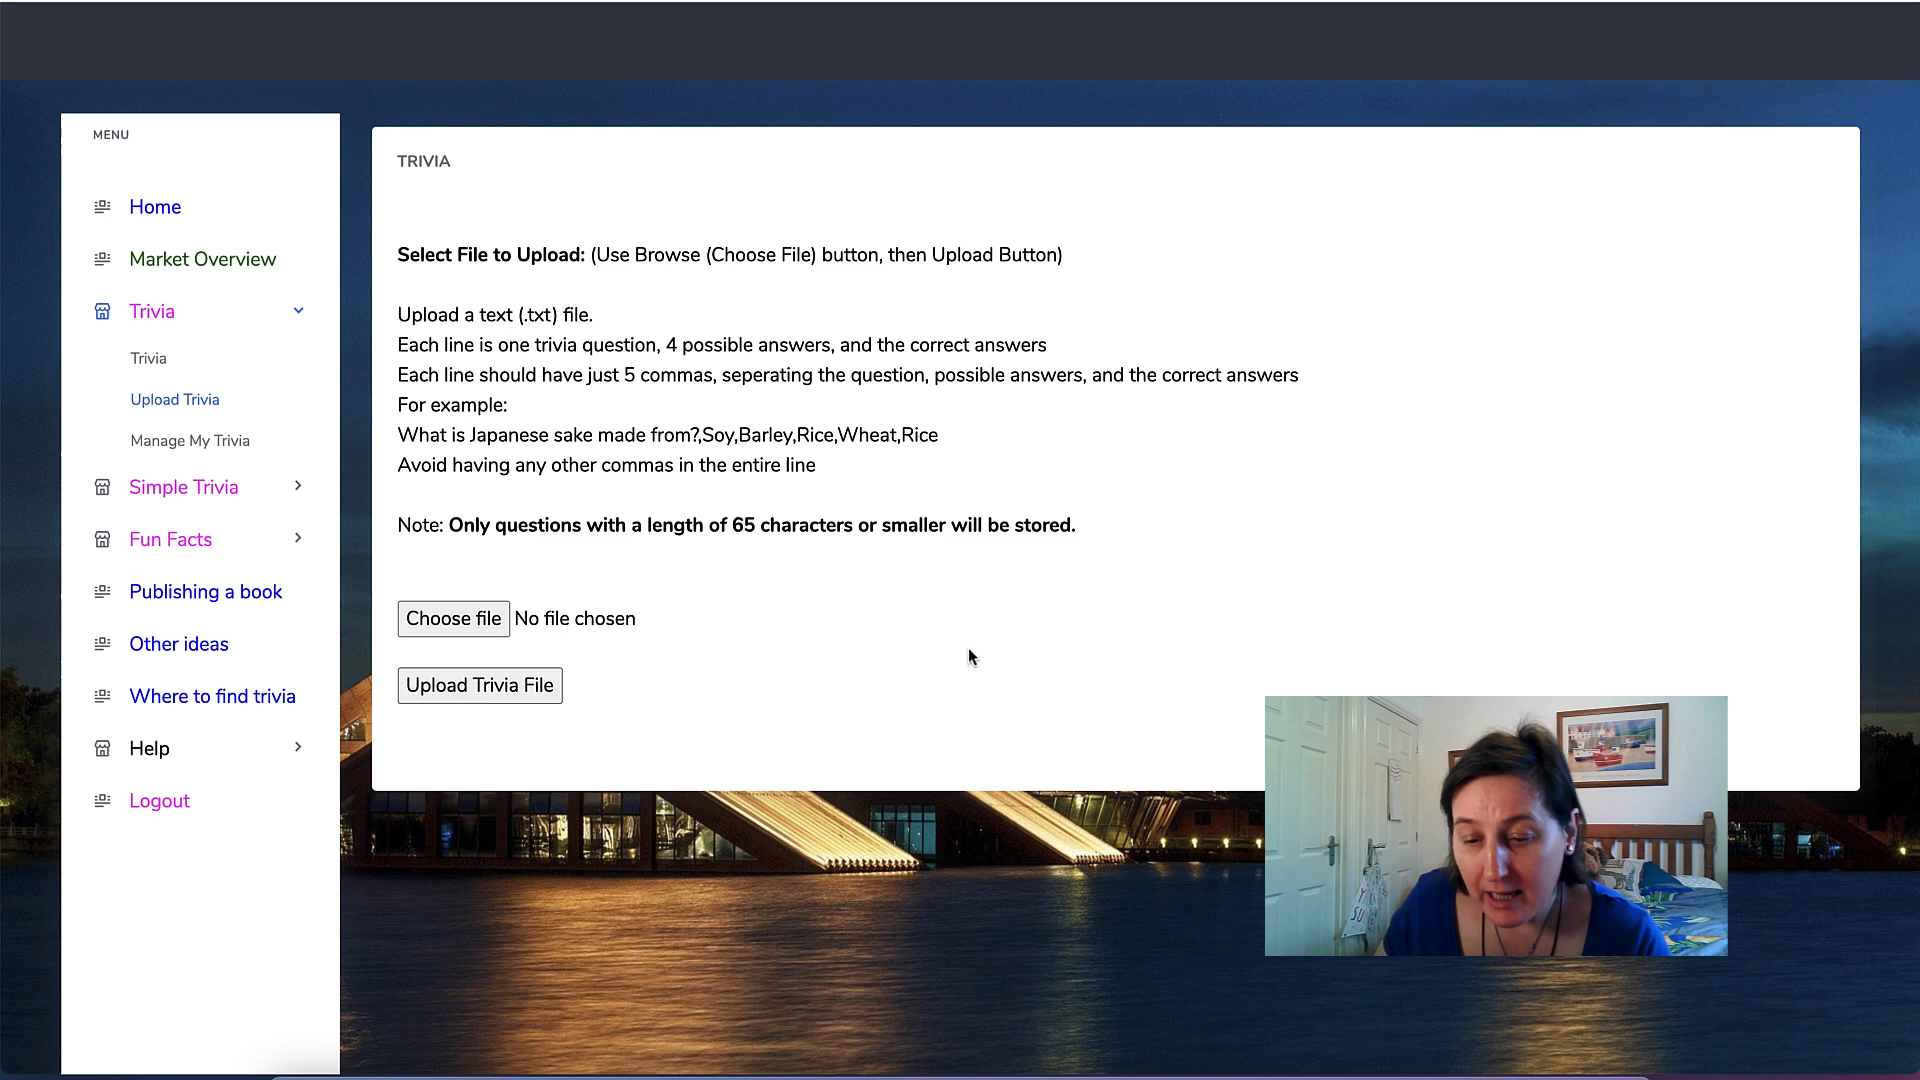 MENU
Home
Market Overview
Trivia
Trivia
Upload Trivia
Manage My Trivia
Simple Trivia
Fun Facts
Publishing a book
Other ideas
Where to find trivia
Help
Logout
TRIVIA
Select File to Upload: (Use Browse (Choose File) button, then Upload Button)
Upload a text (.txt) file.
Each line is one trivia question, 4 possible answers, and the correct answers
Each line should have just 5 commas, seperating the question, possible answers, and the correct answers
For example:
What is Japanese sake made from?,Soy,Barley,Rice,Wheat,Rice
Avoid having any other commas in the entire line
Note: Only questions with a length of 65 characters or smaller will be stored.
Choose file No file chosen
Upload Trivia File